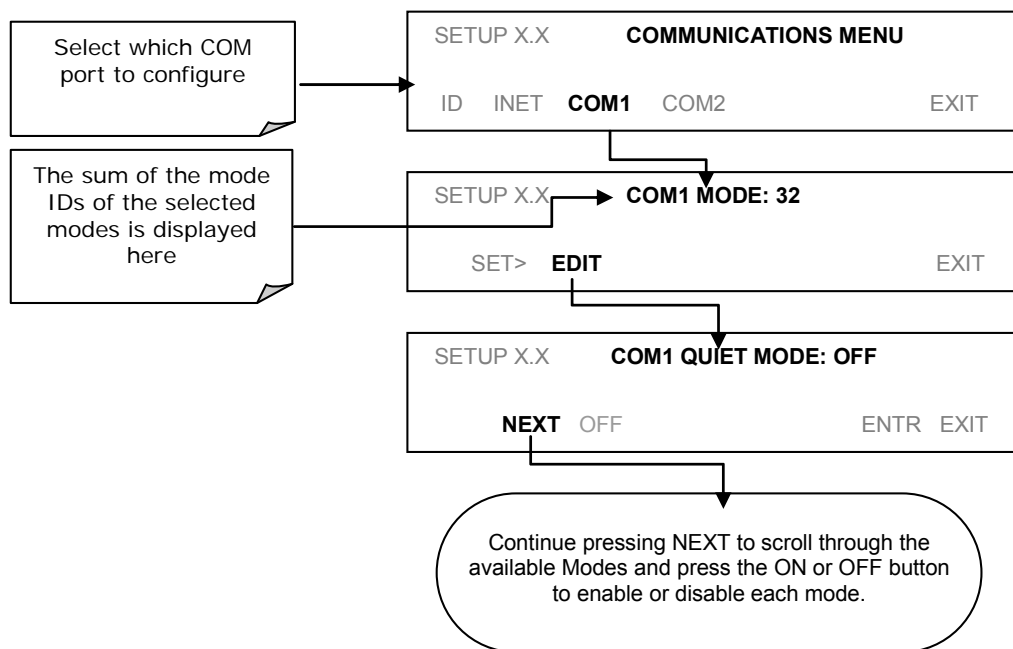 Select which COM
port to configure
SETUP X.X COMMUNICATIONS MENU
ID INET COM1 COM2 EXIT
The sum of the mode
IDs of the selected
modes is displayed
here
SETUP X.X COM1 MODE: 32
SET> EDIT EXIT
SETUP X.X COM1 QUIET MODE: OFF
NEXT OFF ENTR EXIT
Continue pressing NEXT to scroll through the
available Modes and press the ON or OFF button
to enable or disable each mode.